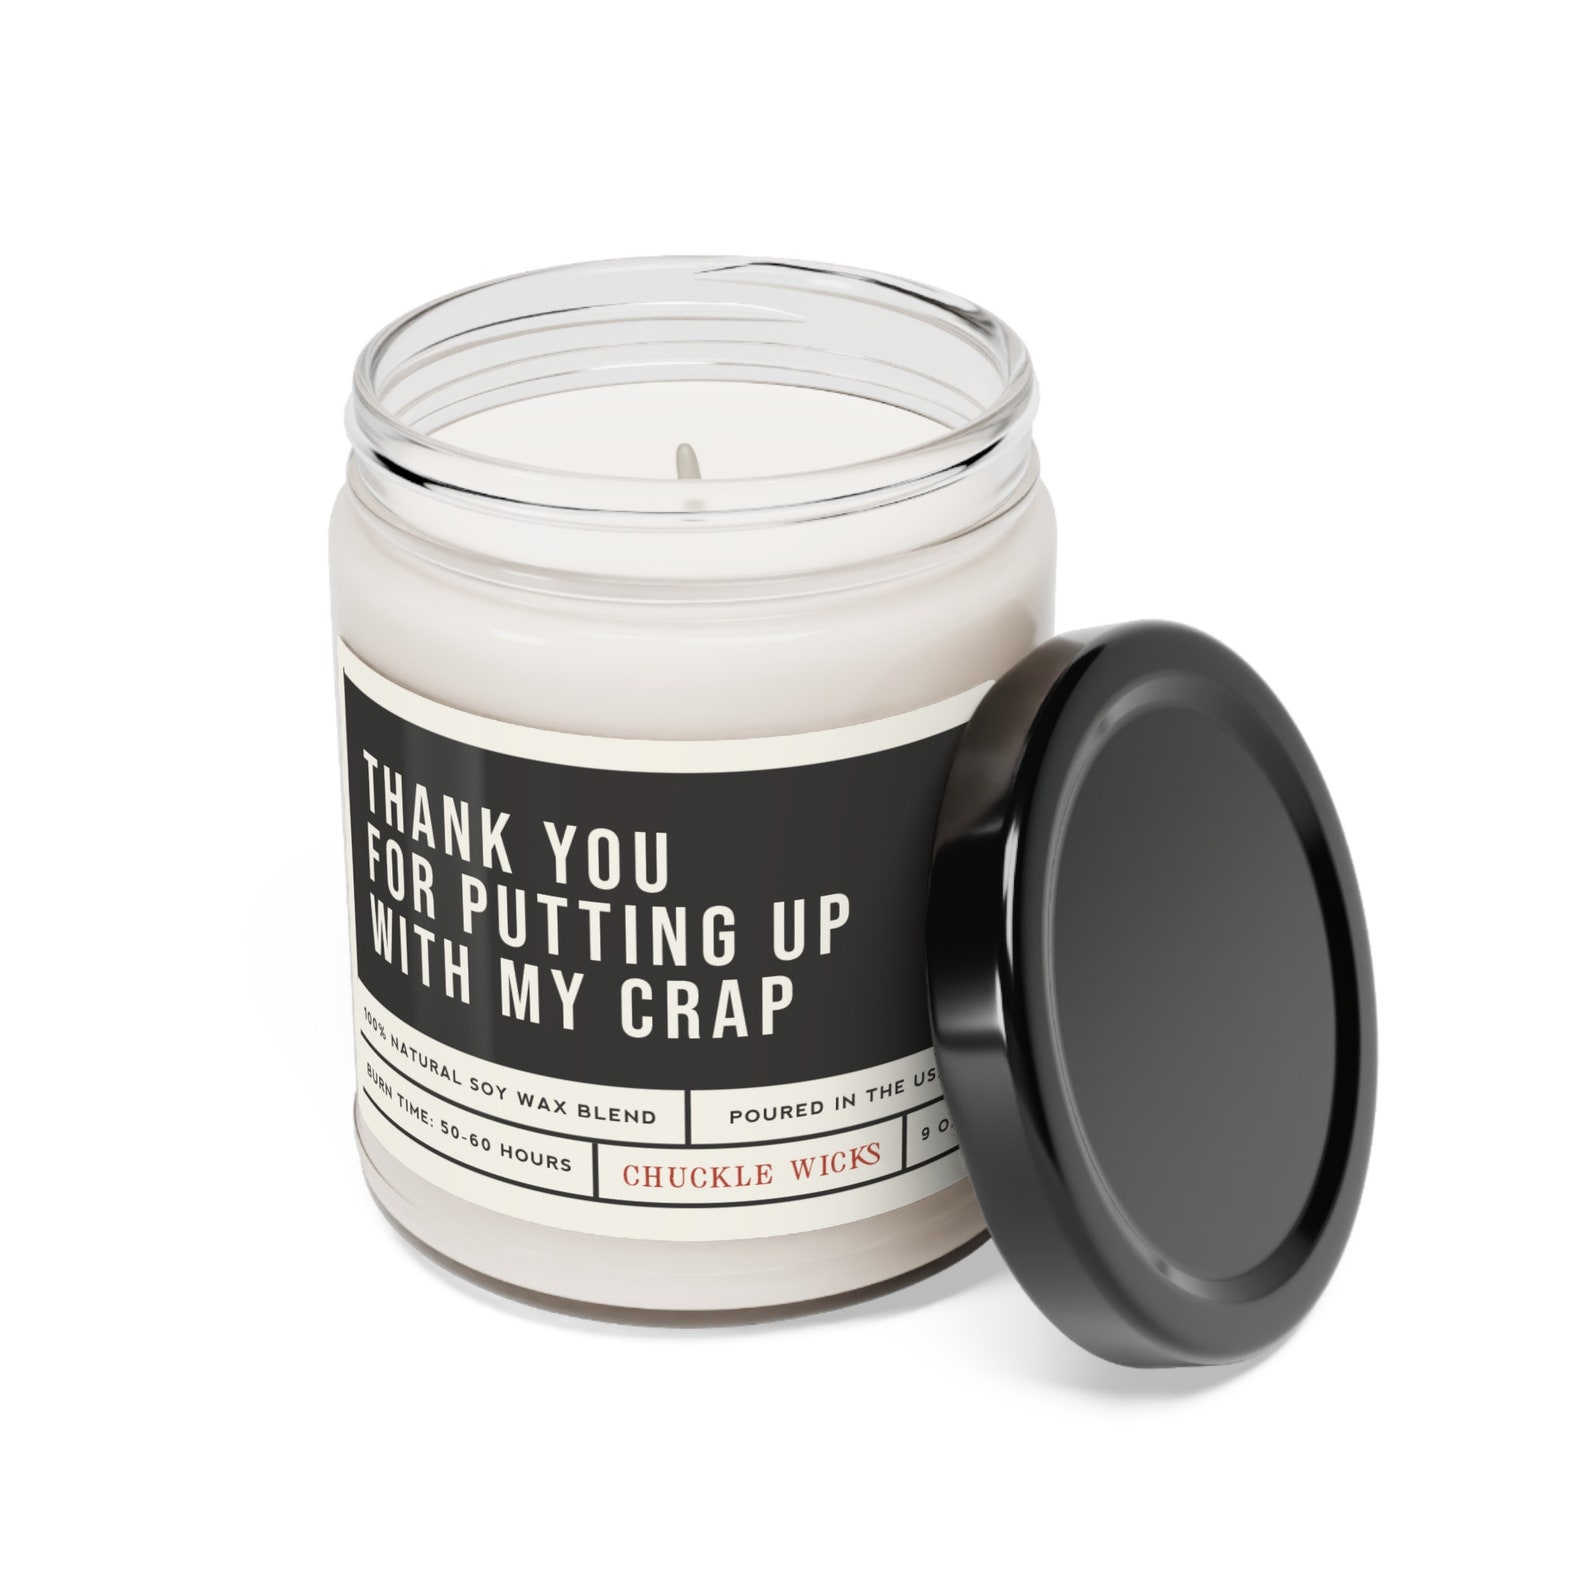 THANK YOU
FOR PUTTING UP
WITH MY CRAP
100% NATURAL SOY WAX BLEND
POURED IN THE
BURN TIME: 50-60 HOURS
CHUCKLE WICKS
9